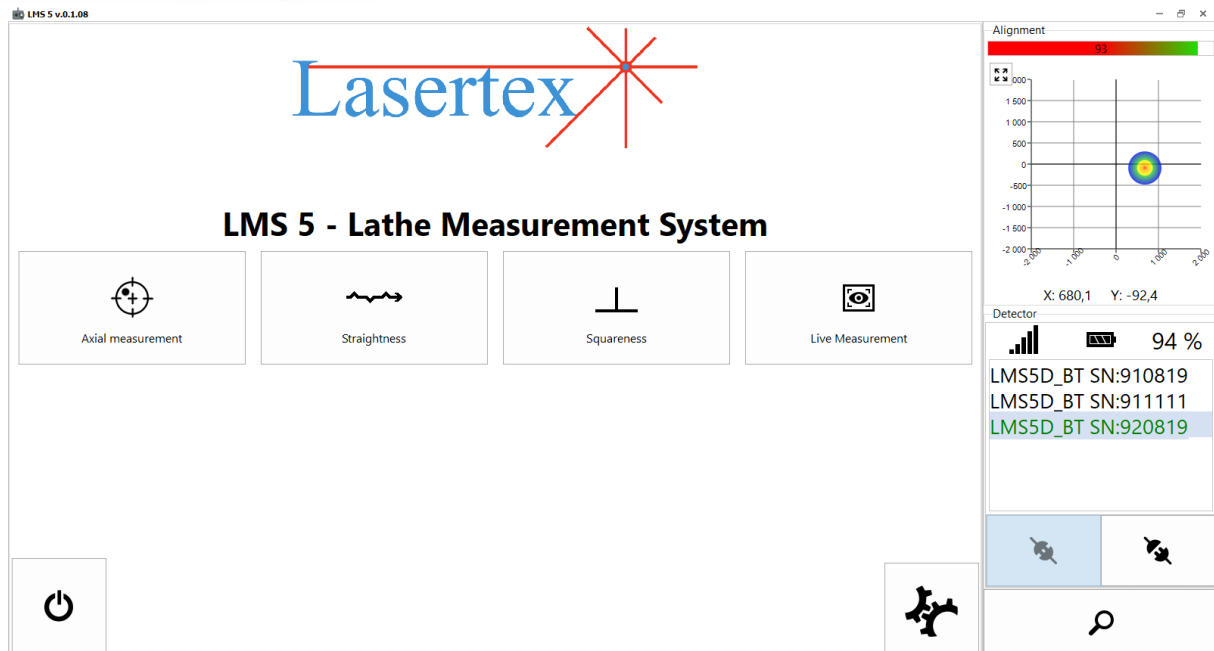 LMS 5 v.0.1.08
Lasertex
LMS 5 - Lathe Measurement System
Axial measurement
Straightness
Squareness
Live Measurement
Alignment
93
000
1 500
1 000
500
0
-500
-1 000
-1 500
-2 000
-2 000
-1 000
0
1 000
2 000
X: 680,1 Y: -92,4
Detector
94 %
LMS5D_BT SN:910819
LMS5D_BT SN:911111
LMS5D_BT SN:920819